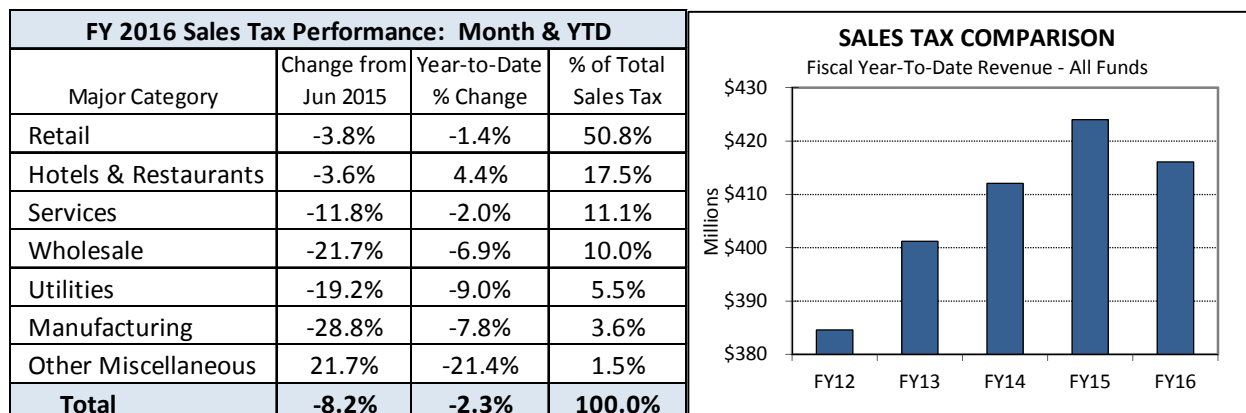 FY 2016 Sales Tax Performance: Month & YTD
Major Category Change from Jun 2015 Year-to-Date % Change % of Total Sales Tax
Retail -3.8% -1.4% 50.8%
Hotels & Restaurants -3.6% 4.4% 17.5%
Services -11.8% -2.0% 11.1%
Wholesale -21.7% -6.9% 10.0%
Utilities -19.2% -9.0% 5.5%
Manufacturing -28.8% -7.8% 3.6%
Other Miscellaneous 21.7% -21.4% 1.5%
Total -8.2% -2.3% 100.0%
SALES TAX COMPARISON
Fiscal Year-To-Date Revenue - All Funds
Millions
$430
$420
$410
$400
$390
$380
FY12 FY13 FY14 FY15 FY16